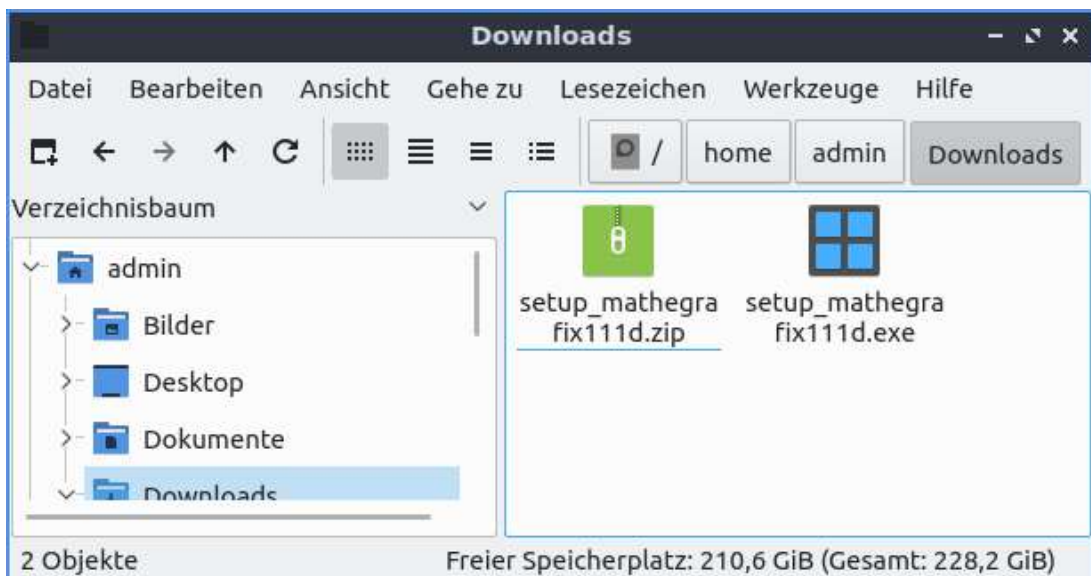 Downloads
Datei Bearbeiten Ansicht Gehe zu Lesezeichen Werkzeuge Hilfe
/ home admin Downloads
Verzeichnisbaum
admin
Bilder
Desktop
Dokumente
Downloads
setup_mathegra
fix111d.zip
setup_mathegra
fix111d.exe
2 Objekte
Freier Speicherplatz: 210,6 GiB (Gesamt: 228,2 GiB)